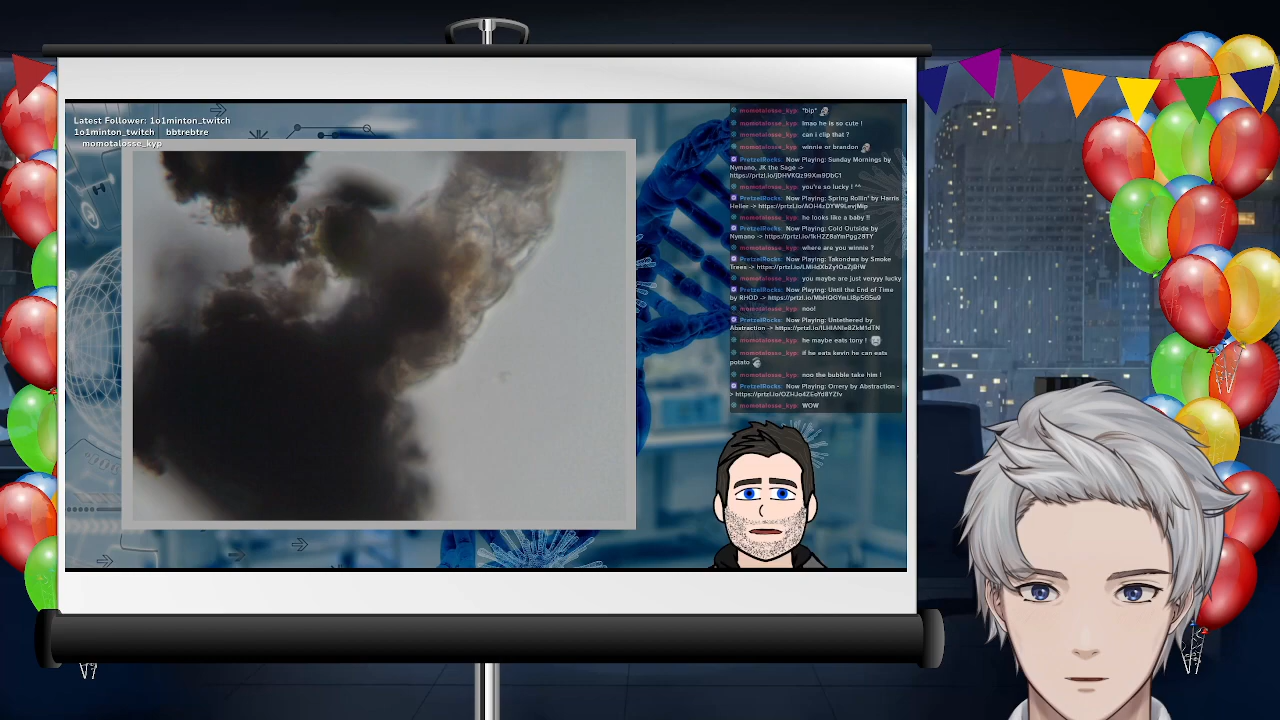 Latest Follower: 1o1minton_twitch
1o1minton_twitch bbtrebtre
momotalosse_kyp
momotalosse_kyp: *bip*
momotalosse_kyp: lmao he is so cute !
momotalosse_kyp: can i clip that ?
momotalosse_kyp: winnie or brandon
PretzelRocks: Now Playing: Sunday Mornings by
Nymano, JK the Sage ->
momotalosse_kyp: you're so lucky ! ^^
PretzelRocks: Now Playing: Spring Rollin' by Harris
Heller ->
momotalosse_kyp: he looks like a baby !!
PretzelRocks: Now Playing: Cold Outside by
Nymano ->
momotalosse_kyp: where are you winnie ?
PretzelRocks: Now Playing: Takondwa by Smoke
Trees ->
momotalosse_kyp: you maybe are just veryyy lucky
PretzelRocks: Now Playing: Until the End of Time
by RHOD ->
momotalosse_kyp: noo!
PretzelRocks: Now Playing: Untethered by
Abstraction ->
momotalosse_kyp: he maybe eats tony !
momotalosse_kyp: if he eats kevin he can eats
potato
momotalosse_kyp: noo the bubble take him !
PretzelRocks: Now Playing: Orrery by Abstraction -
>
momotalosse_kyp: WOW